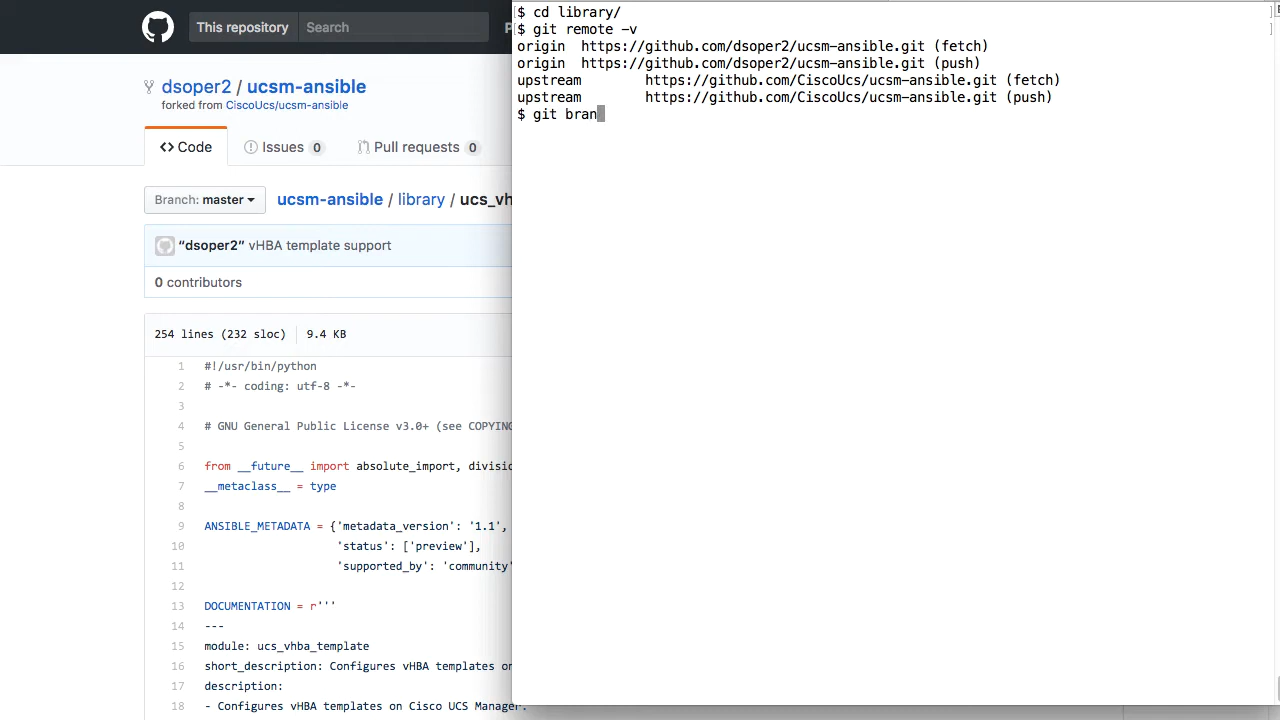 This repository Search
dsoper2 / ucsm-ansible
forked from CiscoUcs/ucsm-ansible
Code Issues 0 Pull requests 0
Branch: master ucsm-ansible / library / ucs_vh
“dsoper2” vHBA template support
0 contributors
254 lines (232 sloc) 9.4 KB
1 #!/usr/bin/python
2 # -*- coding: utf-8 -*-
3
4 # GNU General Public License v3.0+ (see COPYING
5
6 from __future__ import absolute_import, divisio
7 __metaclass__ = type
8
9 ANSIBLE_METADATA = {'metadata_version': '1.1',
10 'status': ['preview'],
11 'supported_by': 'community'
12
13 DOCUMENTATION = r'''
14 ---
15 module: ucs_vhba_template
16 short_description: Configures vHBA templates on
17 description:
18 - Configures vHBA templates on Cisco UCS Manager.
$ cd library/
$ git remote -v
origin https://github.com/dsoper2/ucsm-ansible.git (fetch)
origin https://github.com/dsoper2/ucsm-ansible.git (push)
upstream https://github.com/CiscoUcs/ucsm-ansible.git (fetch)
upstream https://github.com/CiscoUcs/ucsm-ansible.git (push)
$ git bran